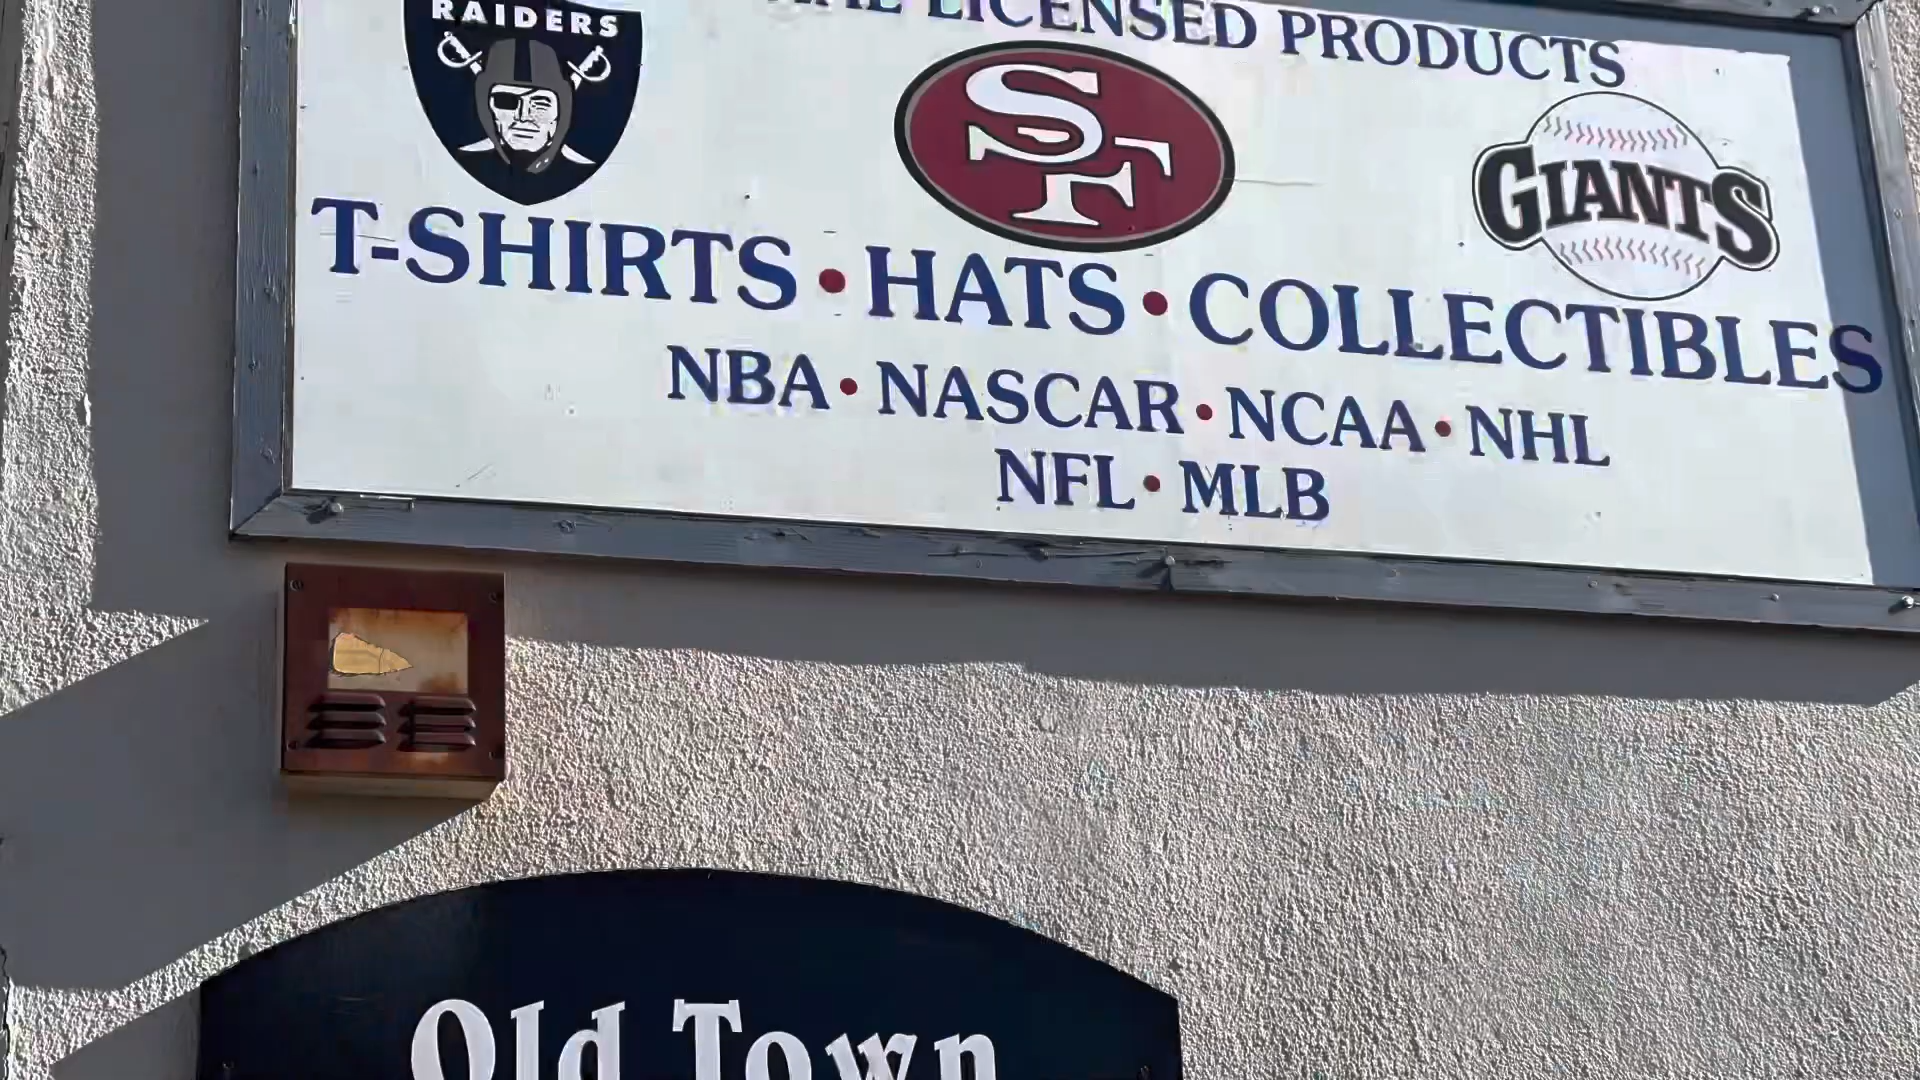 RAIDERS
LICENSED PRODUCTS
SF
GIANTS
T-SHIRTS • HATS • COLLECTIBLES
NBA • NASCAR • NCAA • NHL
NFL • MLB
Old Town